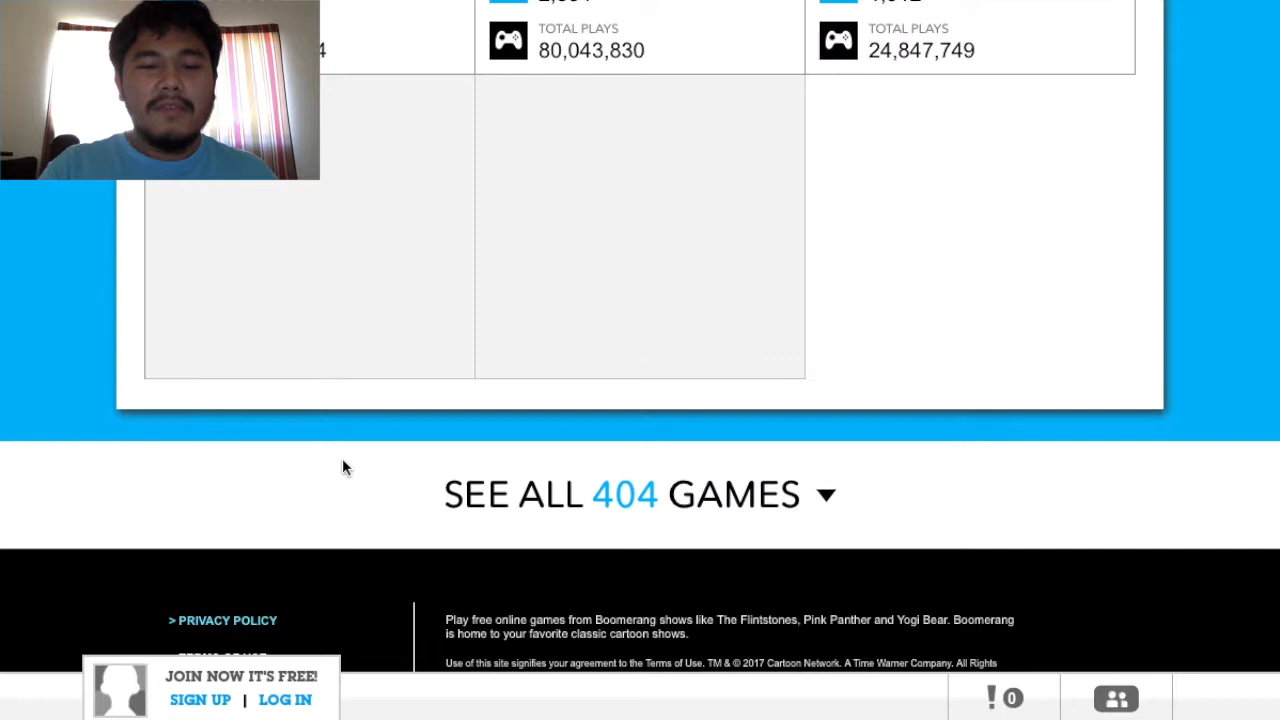 TOTAL PLAYS
80,043,830
TOTAL PLAYS
24,847,749
4
SEE ALL 404 GAMES
> PRIVACY POLICY
Play free online games from Boomerang shows like The Flintstones, Pink Panther and Yogi Bear. Boomerang
is home to your favorite classic cartoon shows.
Use of this site signifies your agreement to the Terms of Use. TM & © 2017 Cartoon Network. A Time Warner Company. All Rights
JOIN NOW IT'S FREE!
SIGN UP | LOG IN
! 0